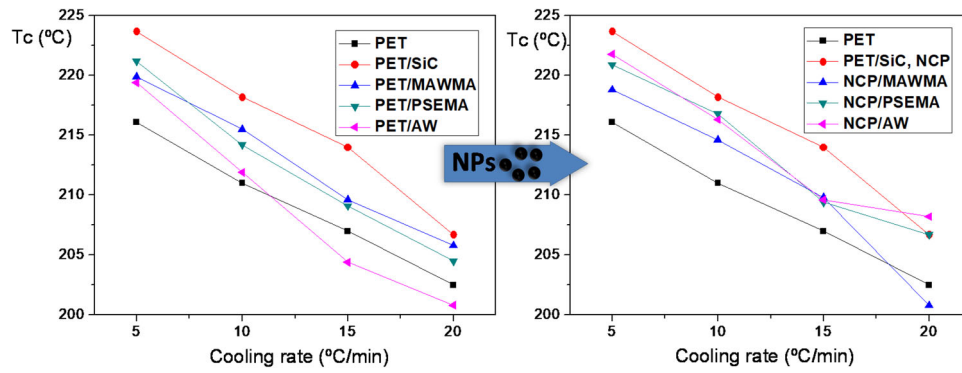 Tc (ºC)
225
220
215
210
205
200
5
10
15
20
Cooling rate (ºC/min)
PET
PET/SiC
PET/MAWMA
PET/PSEMA
PET/AW
NPs
Tc (ºC)
225
220
215
210
205
200
5
10
15
20
Cooling rate (ºC/min)
PET
PET/SiC, NCP
NCP/MAWMA
NCP/PSEMA
NCP/AW